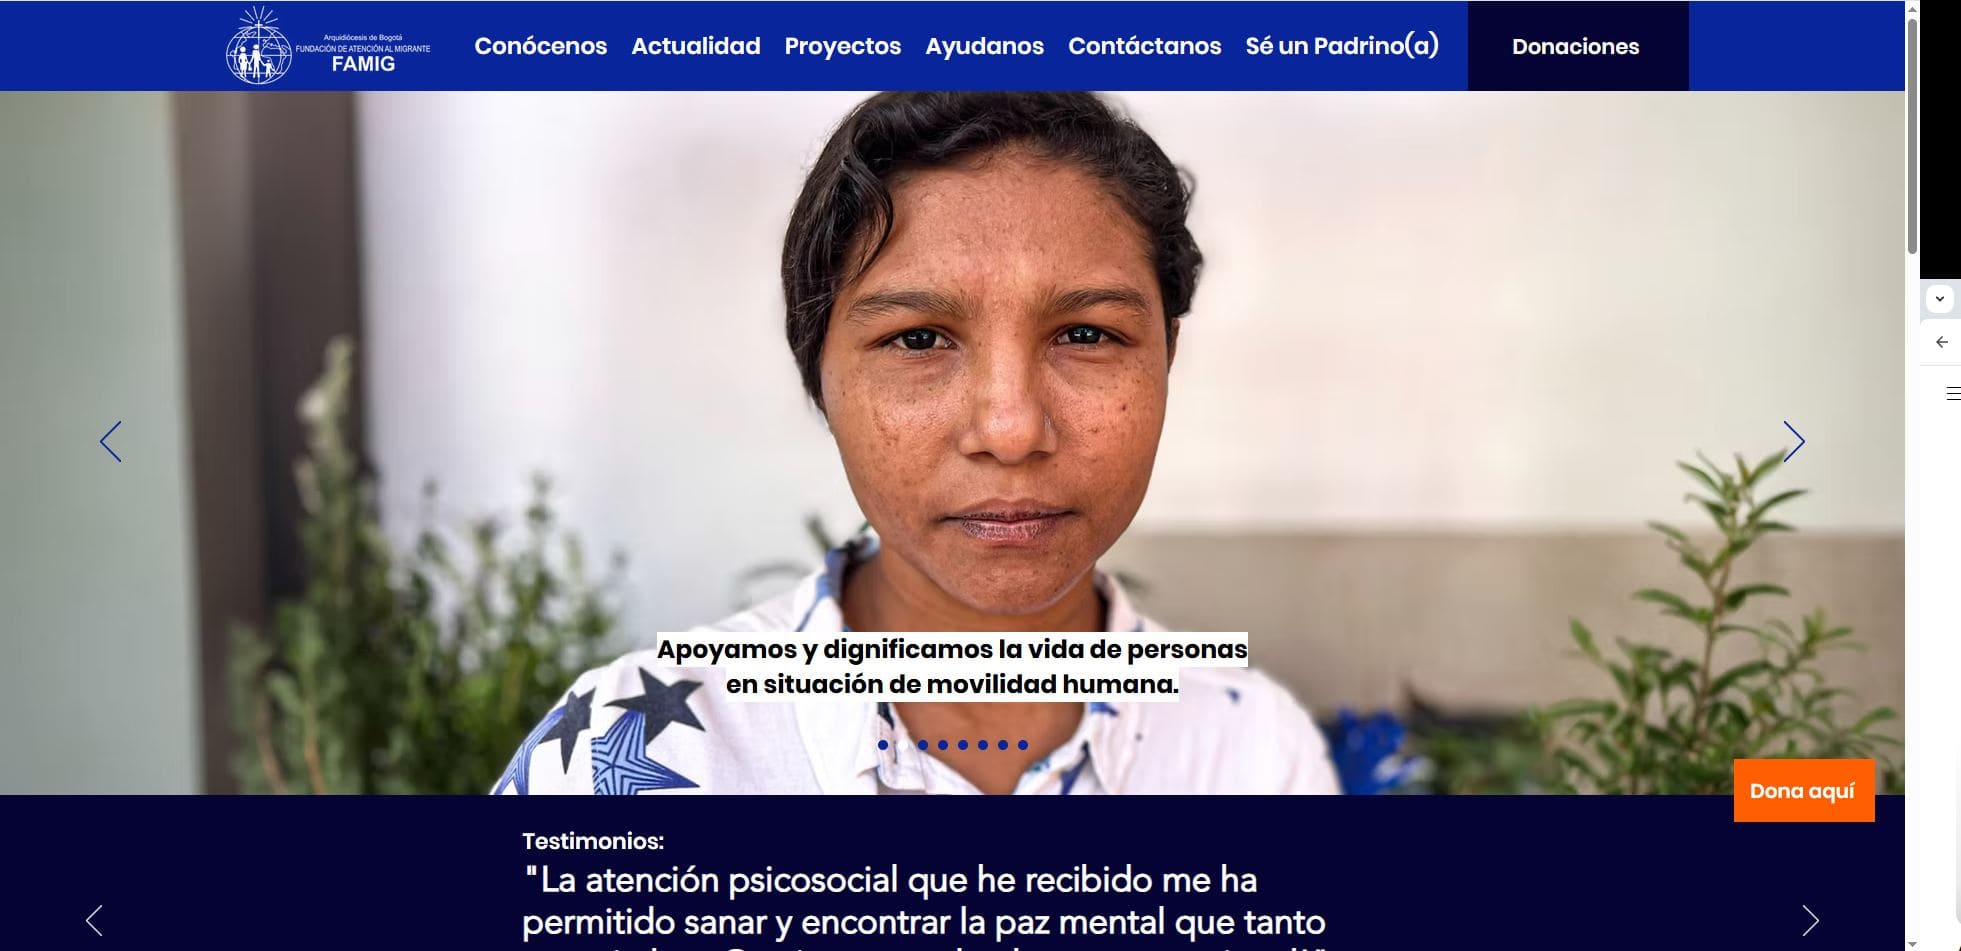 Arquidiócesis de Bogotá
FUNDACIÓN DE ATENCIÓN AL MIGRANTE
FAMIG
Conócenos Actualidad Proyectos Ayudanos Contáctanos Sé un Padrino(a) Donaciones
Apoyamos y dignificamos la vida de personas
en situación de movilidad humana.
Dona aquí
Testimonios:
"La atención psicosocial que he recibido me ha
permitido sanar y encontrar la paz mental que tanto